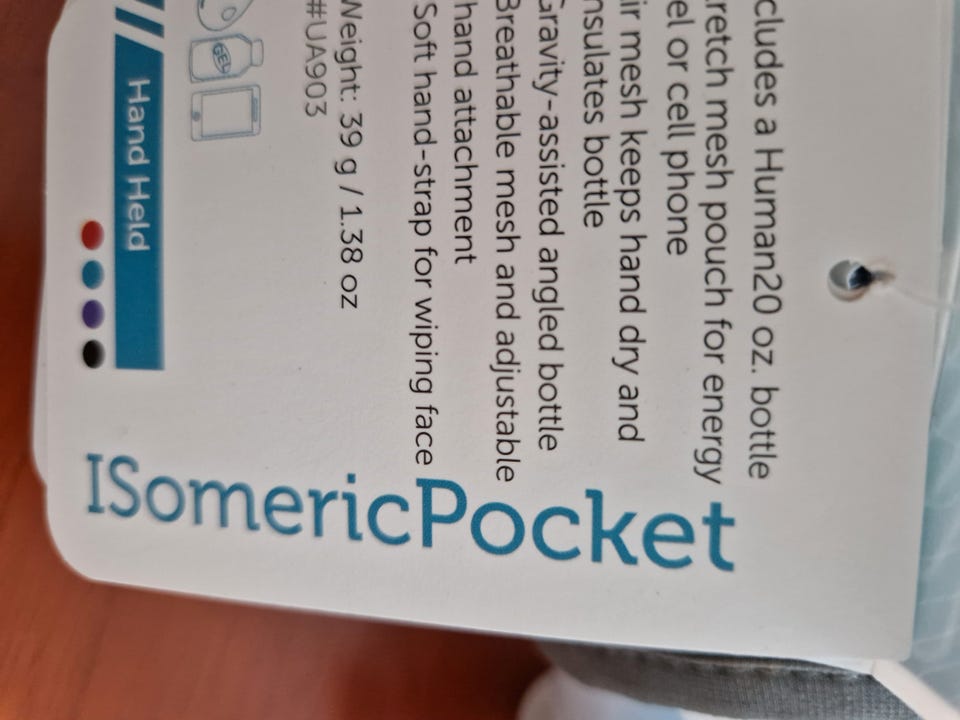 ISomericPocket
cludes a Human20 oz. bottle
retch mesh pouch for energy
el or cell phone
ir mesh keeps hand dry and
nsulates bottle
Gravity-assisted angled bottle
Breathable mesh and adjustable
hand attachment
Soft hand-strap for wiping face
Weight: 39 g / 1.38 oz
#UA903
GEL
Hand Held